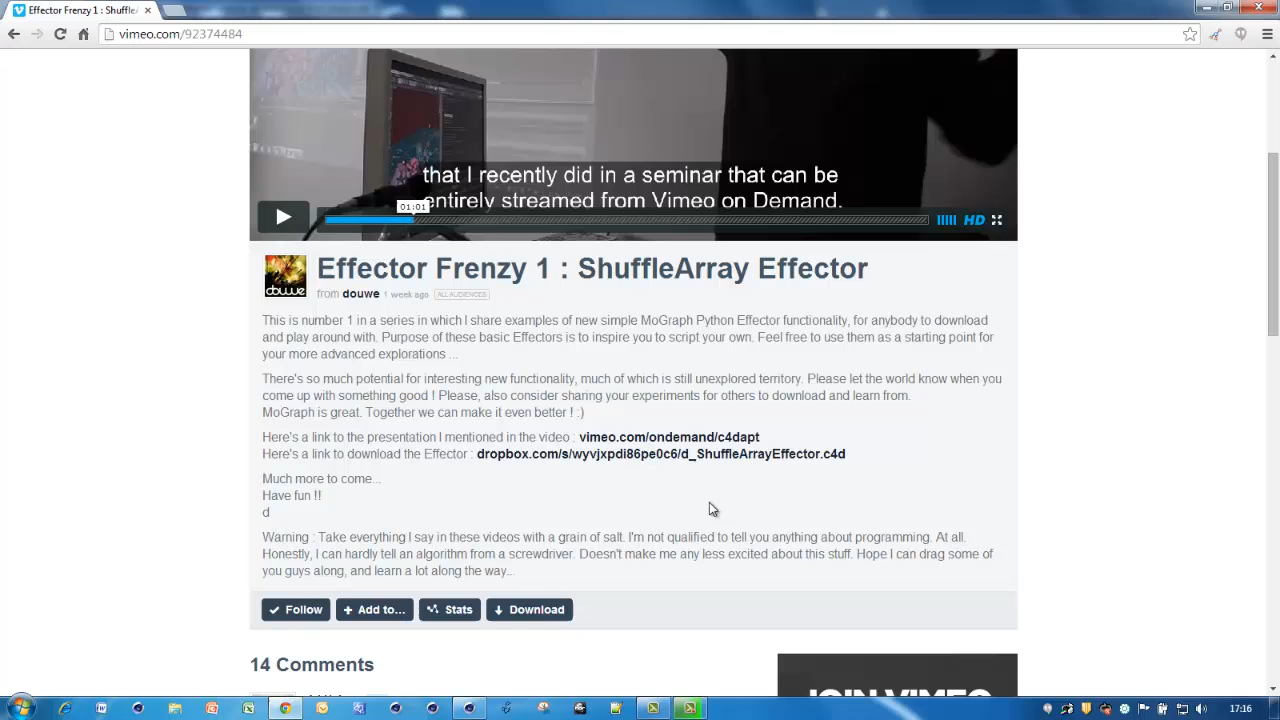 Effector Frenzy 1 : Shuffle
vimeo.com/92374484
that I recently did in a seminar that can be
entirely streamed from Vimeo on Demand.
01:01
HD
douwe
Effector Frenzy 1 : ShuffleArray Effector
from douwe 1 week ago ALL AUDIENCES
This is number 1 in a series in which I share examples of new simple MoGraph Python Effector functionality, for anybody to download
and play around with. Purpose of these basic Effectors is to inspire you to script your own. Feel free to use them as a starting point for
your more advanced explorations ...
There's so much potential for interesting new functionality, much of which is still unexplored territory. Please let the world know when you
come up with something good ! Please, also consider sharing your experiments for others to download and learn from.
MoGraph is great. Together we can make it even better ! :)
Here's a link to the presentation I mentioned in the video : vimeo.com/ondemand/c4dapt
Here's a link to download the Effector : dropbox.com/s/wyvjxpdi86pe0c6/d_ShuffleArrayEffector.c4d
Much more to come...
Have fun !!
d
Warning : Take everything I say in these videos with a grain of salt. I'm not qualified to tell you anything about programming. At all.
Honestly, I can hardly tell an algorithm from a screwdriver. Doesn't make me any less excited about this stuff. Hope I can drag some of
you guys along, and learn a lot along the way...
Follow + Add to... Stats Download
14 Comments
JOIN VIMEO
17:16